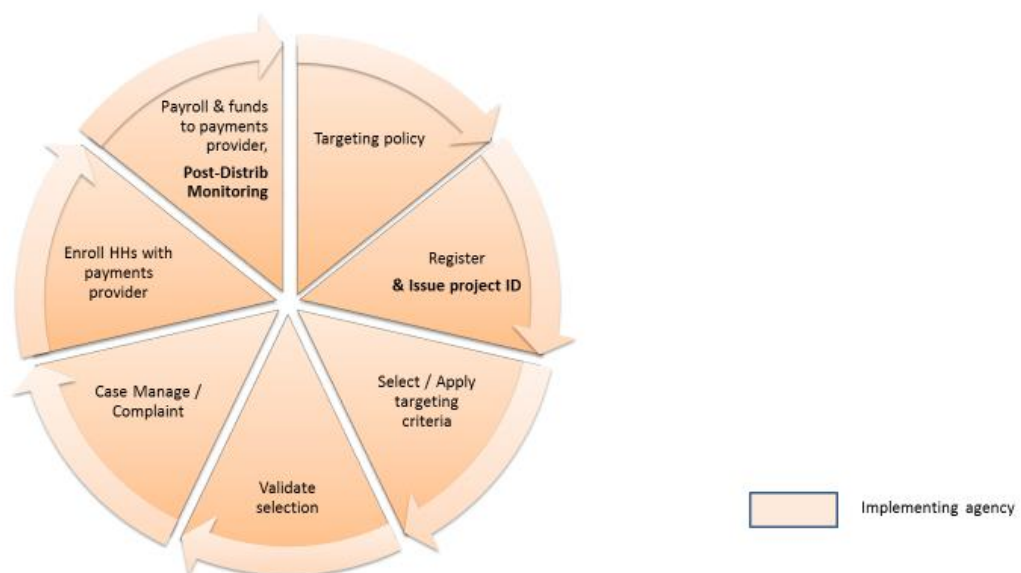 Payroll & funds
to payments
provider,
Post-Distrib
Monitoring
Targeting policy
Register
& Issue project ID
Select / Apply
targeting
criteria
Validate
selection
Case Manage /
Complaint
Enroll HHs with
payments
provider
Implementing agency